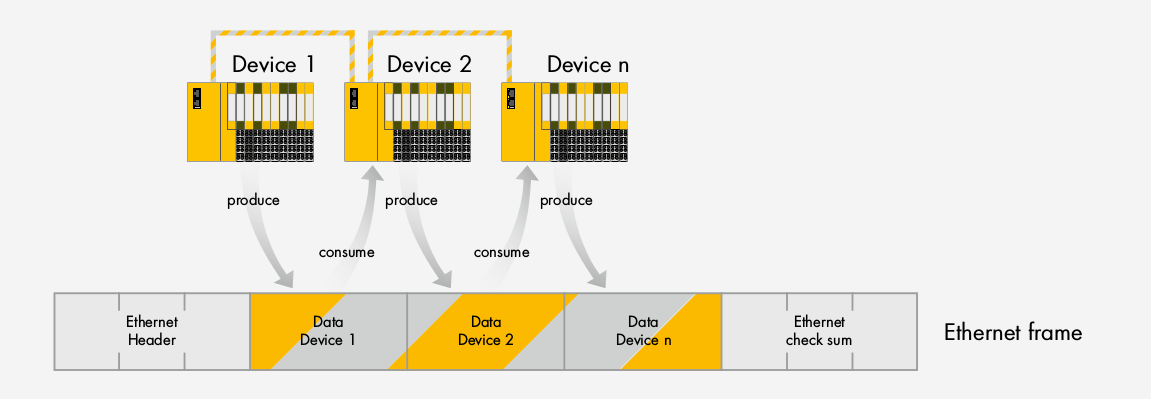 Device 1
Device 2
Device n
produce
produce
produce
consume
consume
Ethernet
Header
Data
Device 1
Data
Device 2
Data
Device n
Ethernet
check sum
Ethernet frame